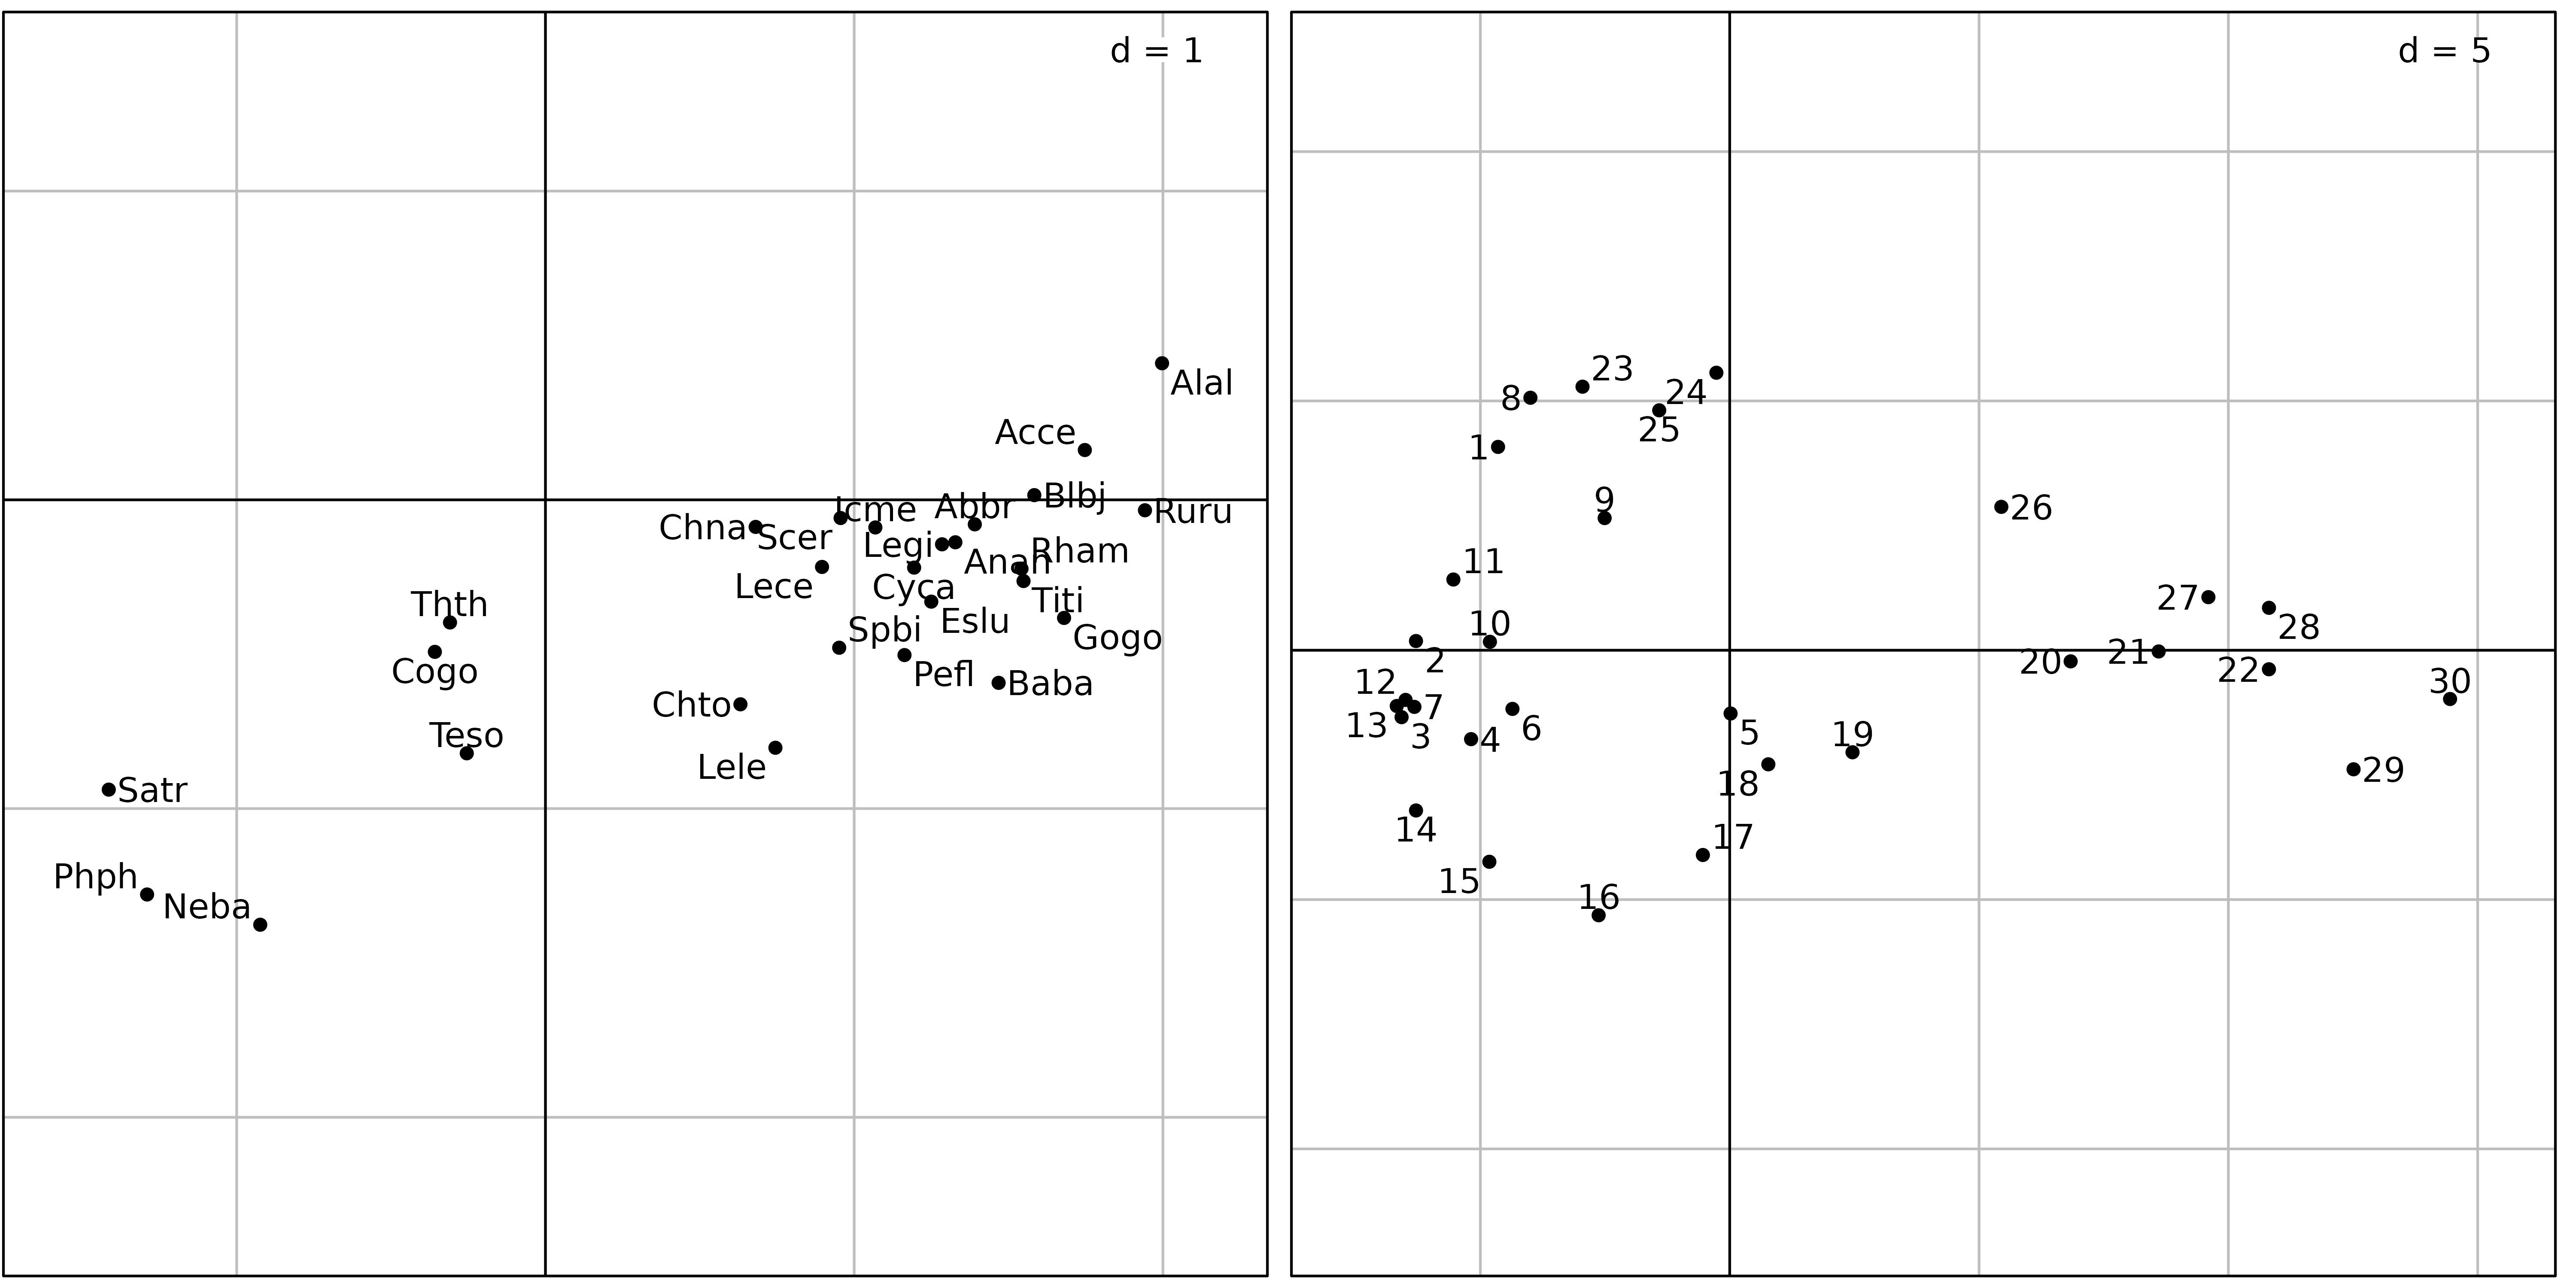 d = 1
Alal
Acce
Blbj
Abbr
Icme
Ruru
Chna
Scer
Legi
Rham
Anan
Lece
Cyca
Titi
Thth
Eslu
Spbi
Gogo
Cogo
Pefl
Baba
Chto
Teso
Lele
Satr
Phph
Neba
d = 5
23
8
24
25
1
9
26
11
27
10
28
2
20
21
22
12
30
7
13
3
4
6
5
19
29
18
14
17
15
16